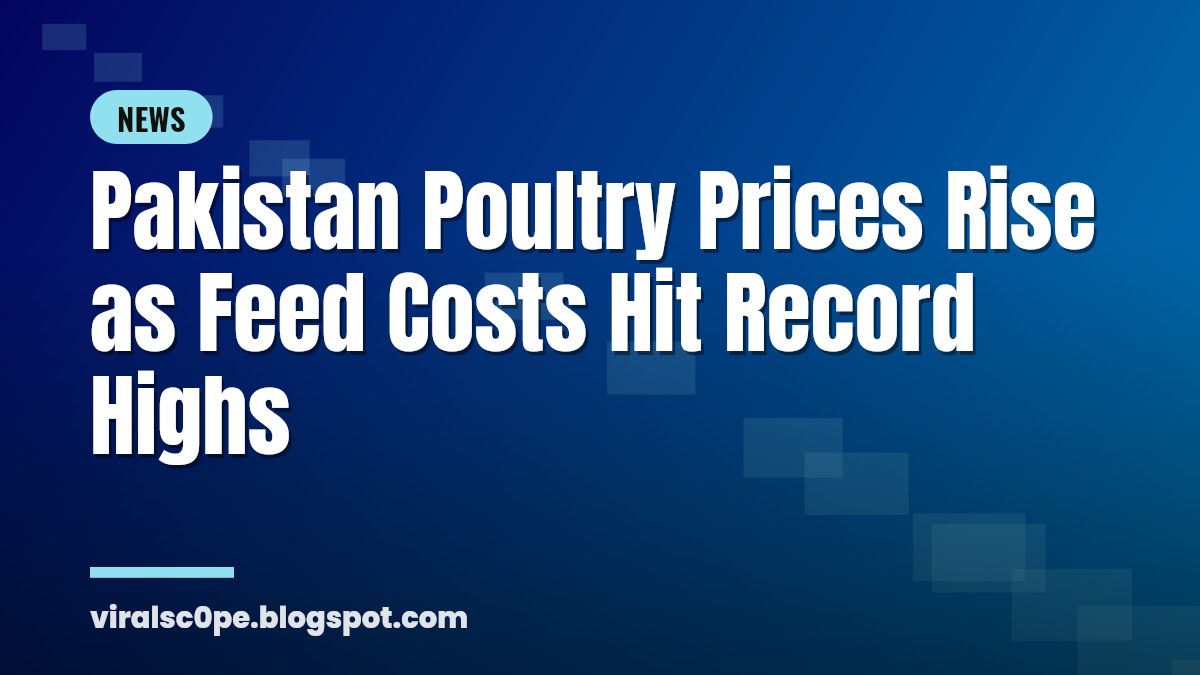 NEWS
Pakistan Poultry Prices Rise
as Feed Costs Hit Record
Highs
viralsc0pe.blogspot.com